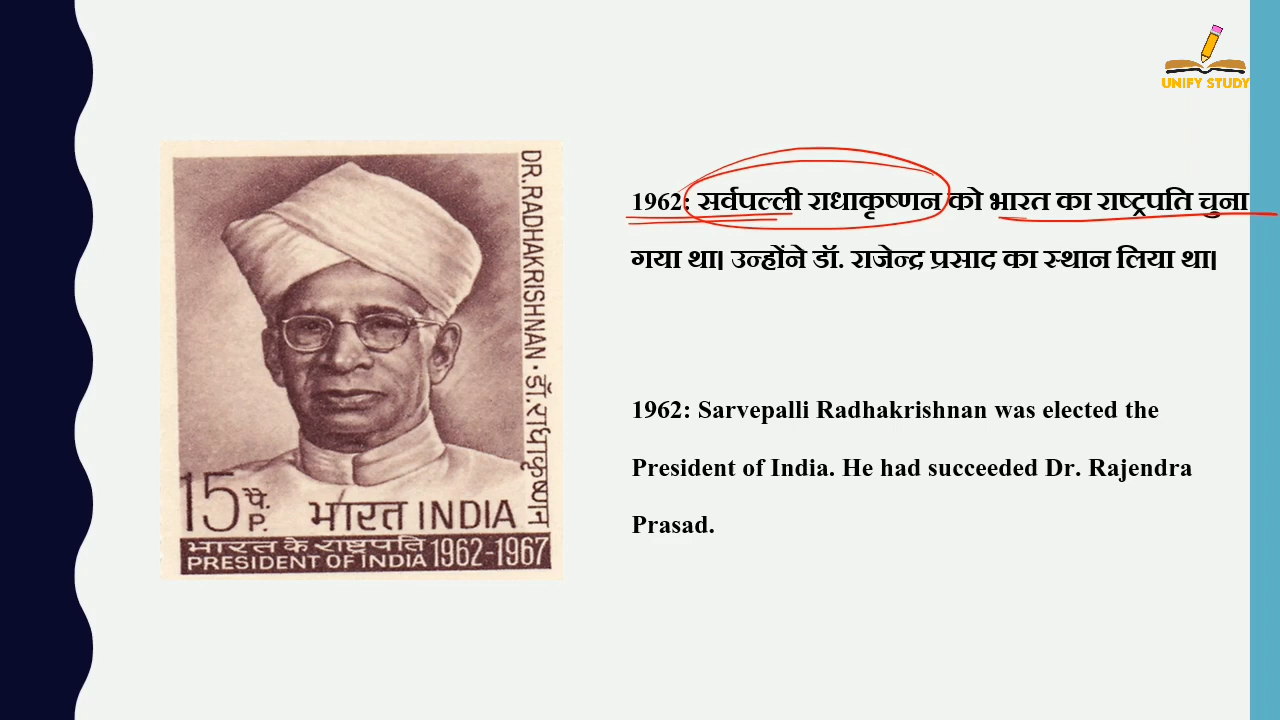 UNIFY STUDY
DR. RADHAKRISHNAN · डॉ. राधाकृष्णन
15 पै.
P.
भारत INDIA
भारत के राष्ट्रपति 1962-1967
PRESIDENT OF INDIA
1962: सर्वपल्ली राधाकृष्णन को भारत का राष्ट्रपति चुना
गया था। उन्होंने डॉ. राजेन्द्र प्रसाद का स्थान लिया था।
1962: Sarvepalli Radhakrishnan was elected the
President of India. He had succeeded Dr. Rajendra
Prasad.